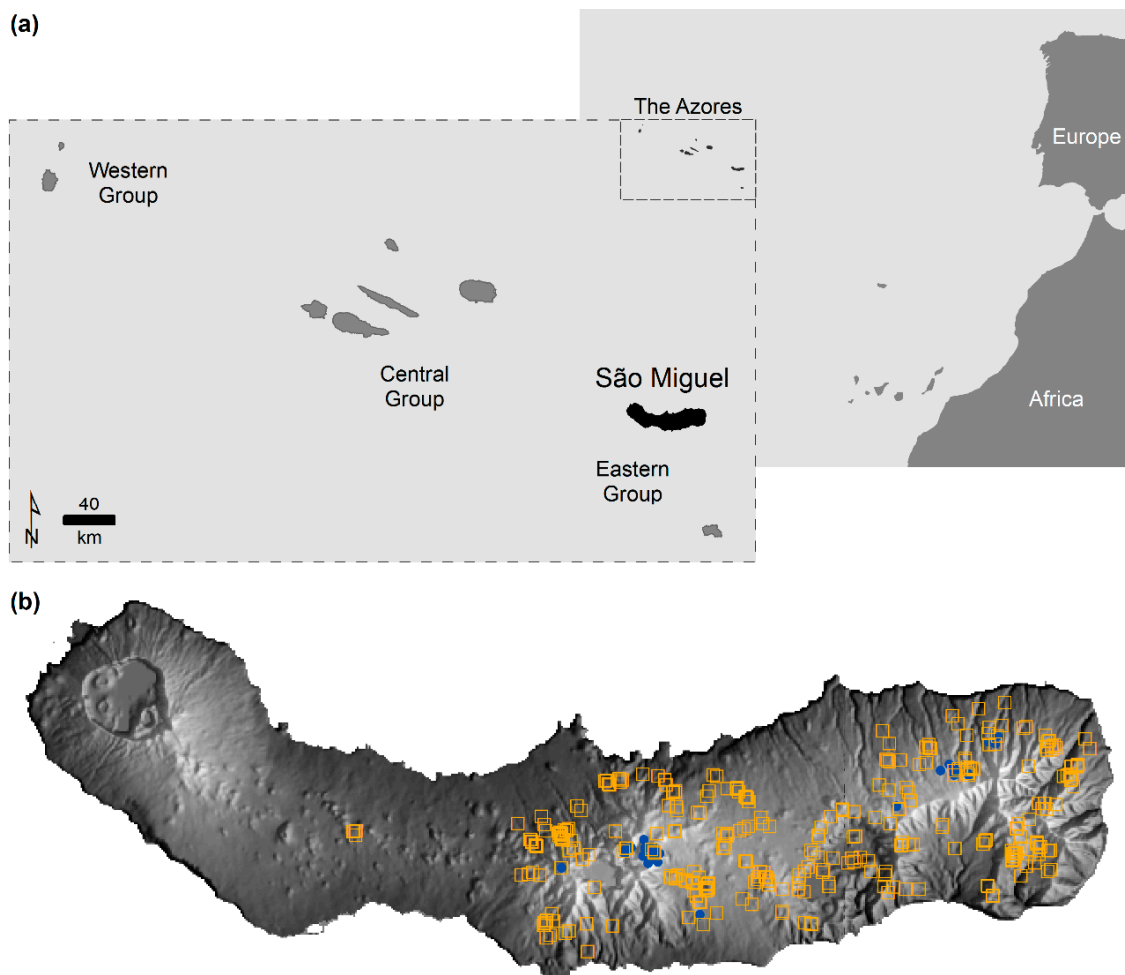 (a)
The Azores
Europe
Western
Group
Central
Group
São Miguel
Africa
Eastern
Group
40
km
N
(b)